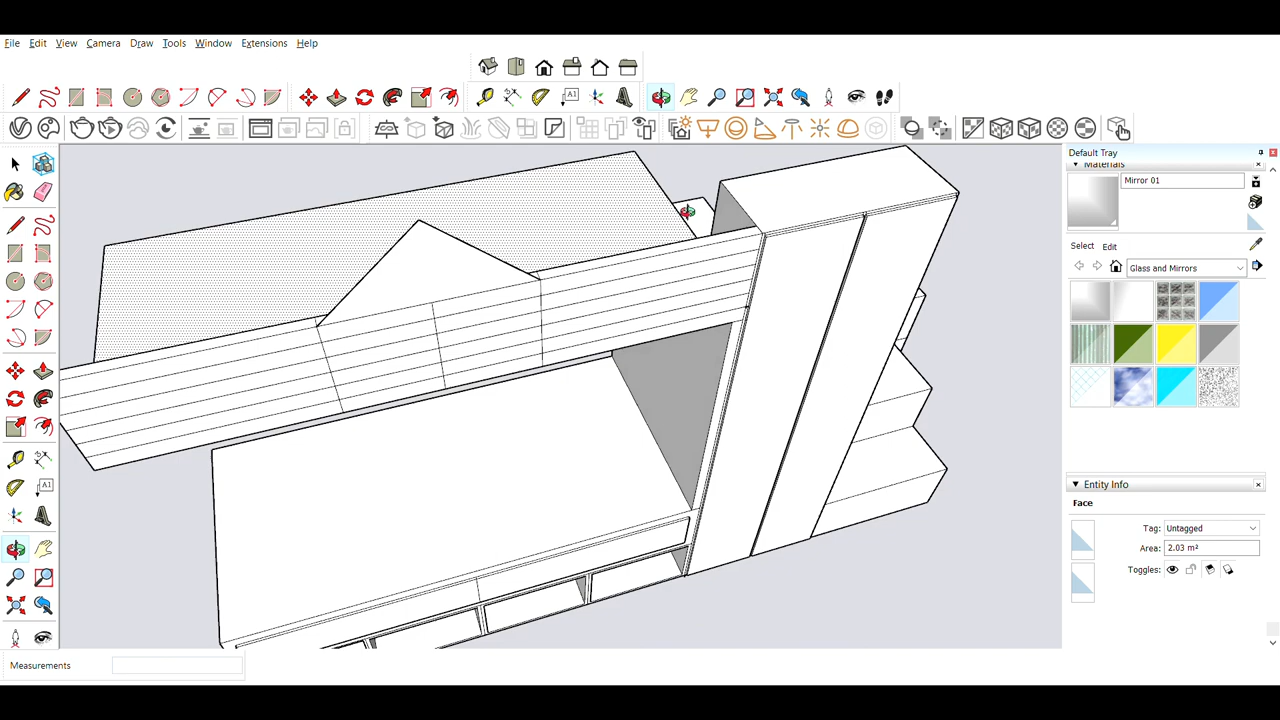 File Edit View Camera Draw Tools Window Extensions Help
Default Tray
Materials
Mirror 01
Select Edit
Glass and Mirrors
Entity Info
Face
Tag: Untagged
Area: 2.03 m²
Toggles:
Measurements